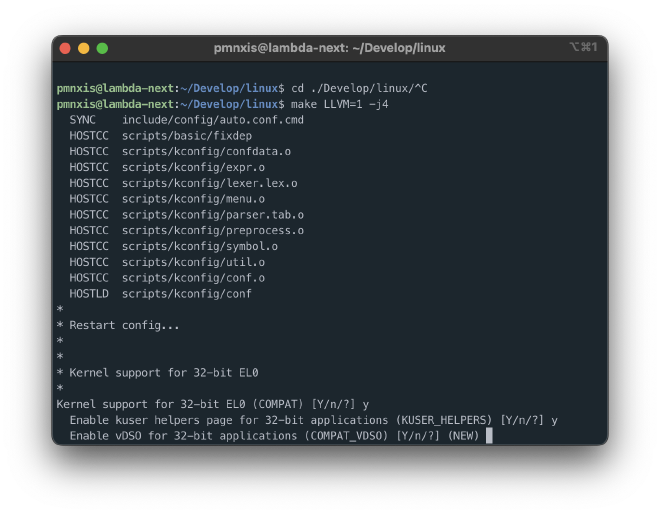 pmnxis@lambda-next: ~/Develop/linux
⌥⌘1
pmnxis@lambda-next:~/Develop/linux$ cd ./Develop/linux/^C
pmnxis@lambda-next:~/Develop/linux$ make LLVM=1 -j4
  SYNC    include/config/auto.conf.cmd
  HOSTCC  scripts/basic/fixdep
  HOSTCC  scripts/kconfig/confdata.o
  HOSTCC  scripts/kconfig/expr.o
  HOSTCC  scripts/kconfig/lexer.lex.o
  HOSTCC  scripts/kconfig/menu.o
  HOSTCC  scripts/kconfig/parser.tab.o
  HOSTCC  scripts/kconfig/preprocess.o
  HOSTCC  scripts/kconfig/symbol.o
  HOSTCC  scripts/kconfig/util.o
  HOSTCC  scripts/kconfig/conf.o
  HOSTLD  scripts/kconfig/conf
*
* Restart config...
*
*
* Kernel support for 32-bit EL0
*
Kernel support for 32-bit EL0 (COMPAT) [Y/n/?] y
  Enable kuser helpers page for 32-bit applications (KUSER_HELPERS) [Y/n/?] y
  Enable vDSO for 32-bit applications (COMPAT_VDSO) [Y/n/?] (NEW)